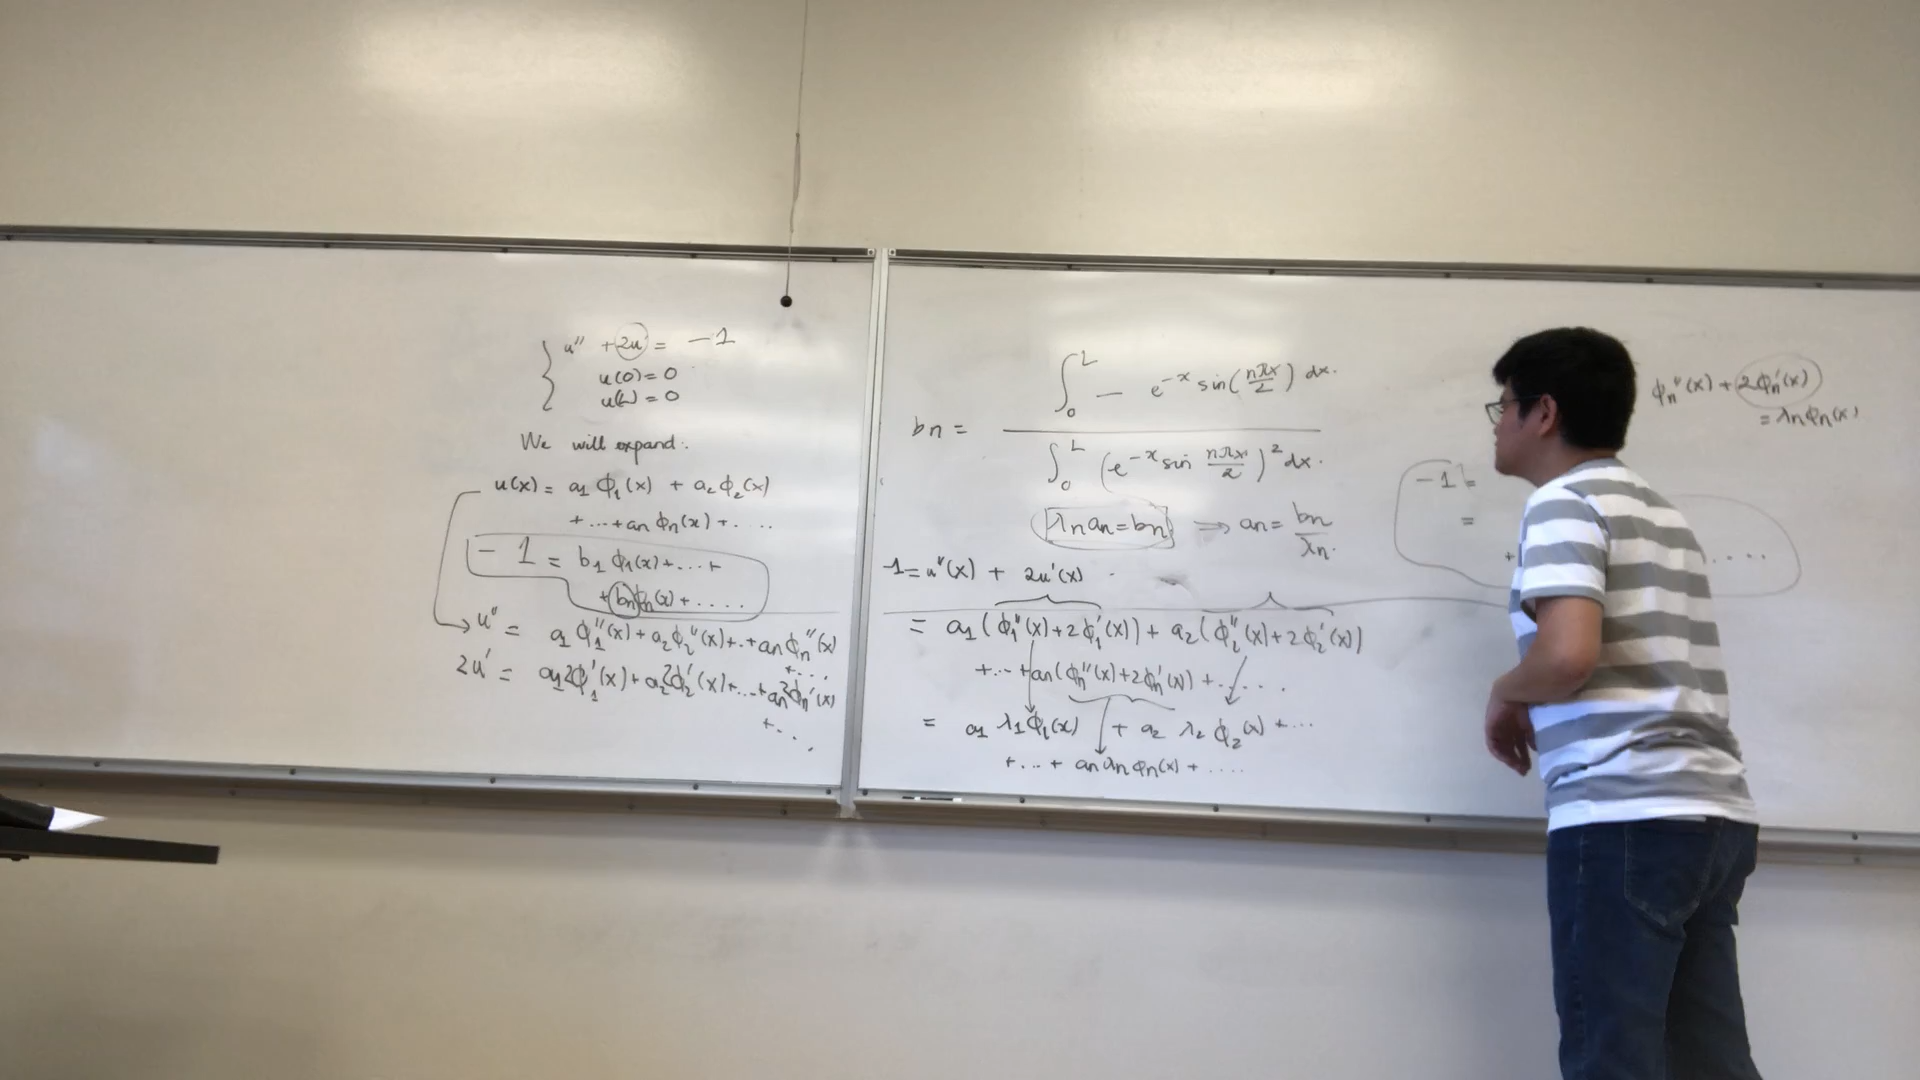 u'' + 2u' = -1
u(0) = 0
u(L) = 0
We will expand:
u(x) = a1 ϕ1(x) + a2 ϕ2(x)
+ ... + an ϕn(x) + ....
-1 = b1 ϕ1(x) + ... +
+ bn ϕn(x) + ....
u'' = a1 ϕ1''(x) + a2 ϕ2''(x) + .. + an ϕn''(x)
+ ...
2u' = a1 2ϕ1'(x) + a2 2ϕ2'(x) + ... + an 2ϕn'(x)
+ ...
bn = ∫_0^L - e^{-x} sin(nπx/2) dx. / ∫_0^L (e^{-x} sin nπx/2)^2 dx.
λn an = bn ⟹ an = bn/λn.
-1 = u''(x) + 2u'(x)
= a1(ϕ1''(x) + 2ϕ1'(x)) + a2(ϕ2''(x) + 2ϕ2'(x))
+ ... + an(ϕn''(x) + 2ϕn'(x)) + ....
= a1 λ1 ϕ1(x) + a2 λ2 ϕ2(x) + ...
+ ... + an λn ϕn(x) + ....
ϕn''(x) + 2ϕn'(x)
= λn ϕn(x)
-1 =
=
+ ....